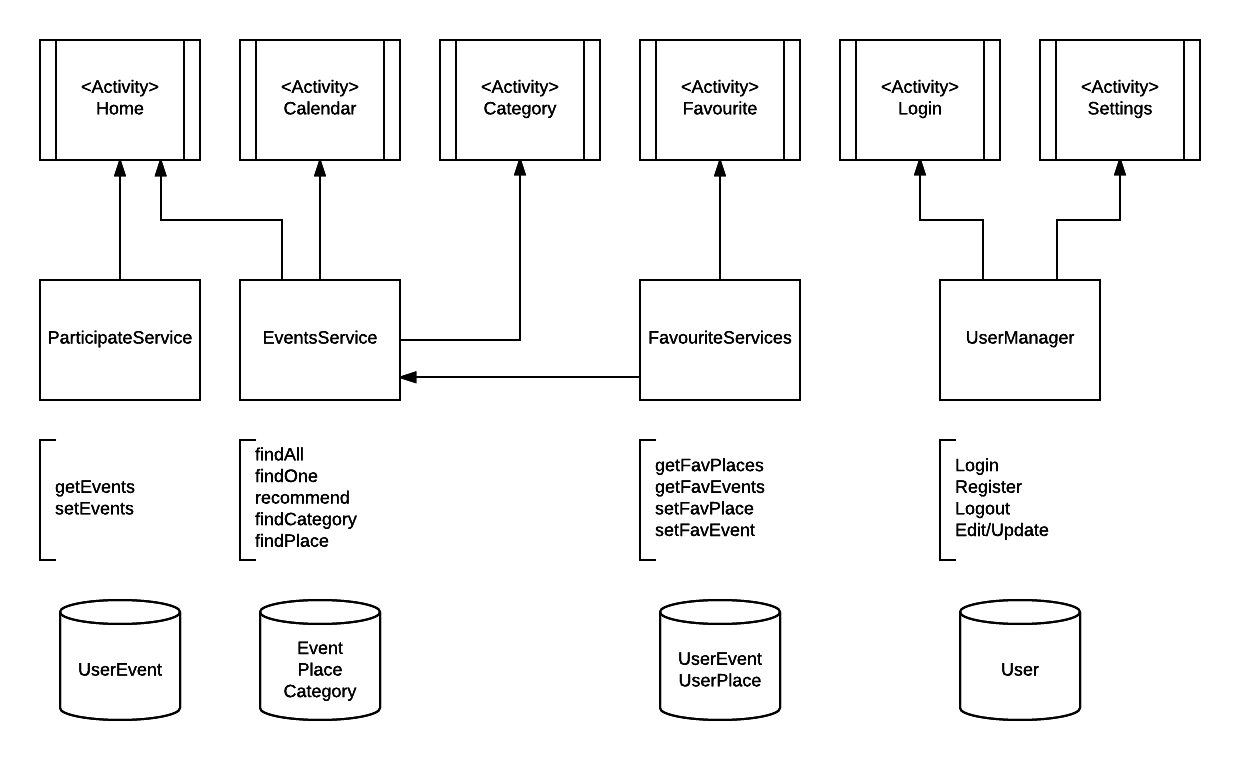 <Activity>
Home
<Activity>
Calendar
<Activity>
Category
<Activity>
Favourite
<Activity>
Login
<Activity>
Settings
ParticipateService
EventsService
FavouriteServices
UserManager
getEvents
setEvents
findAll
findOne
recommend
findCategory
findPlace
getFavPlaces
getFavEvents
setFavPlace
setFavEvent
Login
Register
Logout
Edit/Update
UserEvent
Event
Place
Category
UserEvent
UserPlace
User